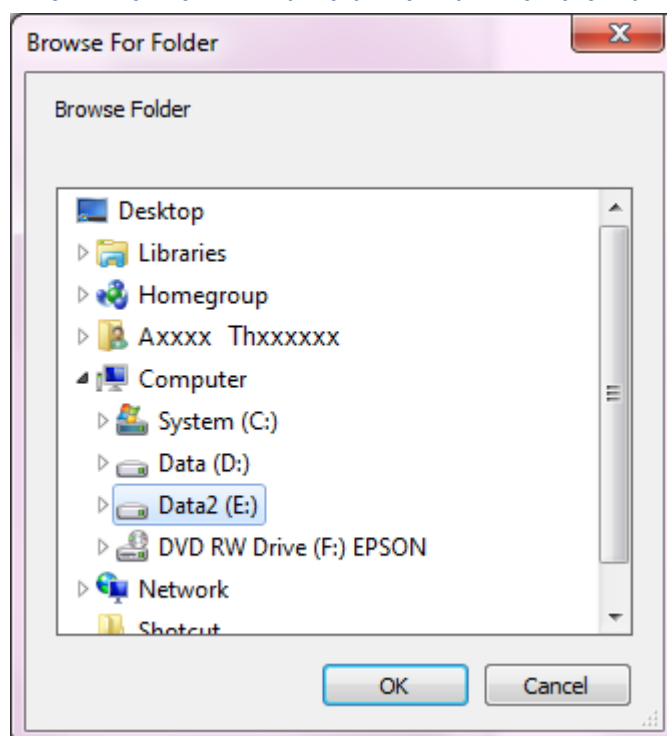 Browse For Folder
Browse Folder
Desktop
Libraries
Homegroup
Axxxx Thxxxxxx
Computer
System (C:)
Data (D:)
Data2 (E:)
DVD RW Drive (F:) EPSON
Network
Shotcut
OK
Cancel